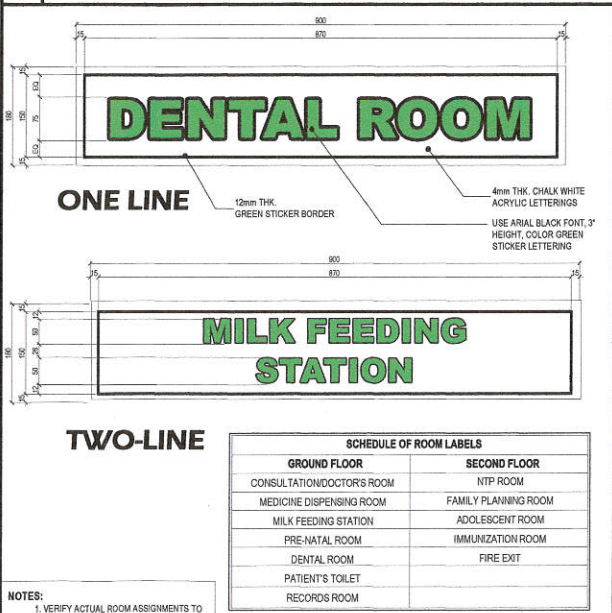 900
15 870 15
15
EQ
180 150 75
EQ
15
DENTAL ROOM
ONE LINE
12mm THK.
GREEN STICKER BORDER
4mm THK. CHALK WHITE
ACRYLIC LETTERINGS
USE ARIAL BLACK FONT, 3"
HEIGHT, COLOR GREEN
STICKER LETTERING
900
15 870 15
15
12
50
180 150 26
50
12
15
MILK FEEDING
STATION
TWO-LINE
SCHEDULE OF ROOM LABELS
GROUND FLOOR SECOND FLOOR
CONSULTATION/DOCTOR'S ROOM NTP ROOM
MEDICINE DISPENSING ROOM FAMILY PLANNING ROOM
MILK FEEDING STATION ADOLESCENT ROOM
PRE-NATAL ROOM IMMUNIZATION ROOM
DENTAL ROOM FIRE EXIT
PATIENT'S TOILET
RECORDS ROOM
NOTES:
1. VERIFY ACTUAL ROOM ASSIGNMENTS TO